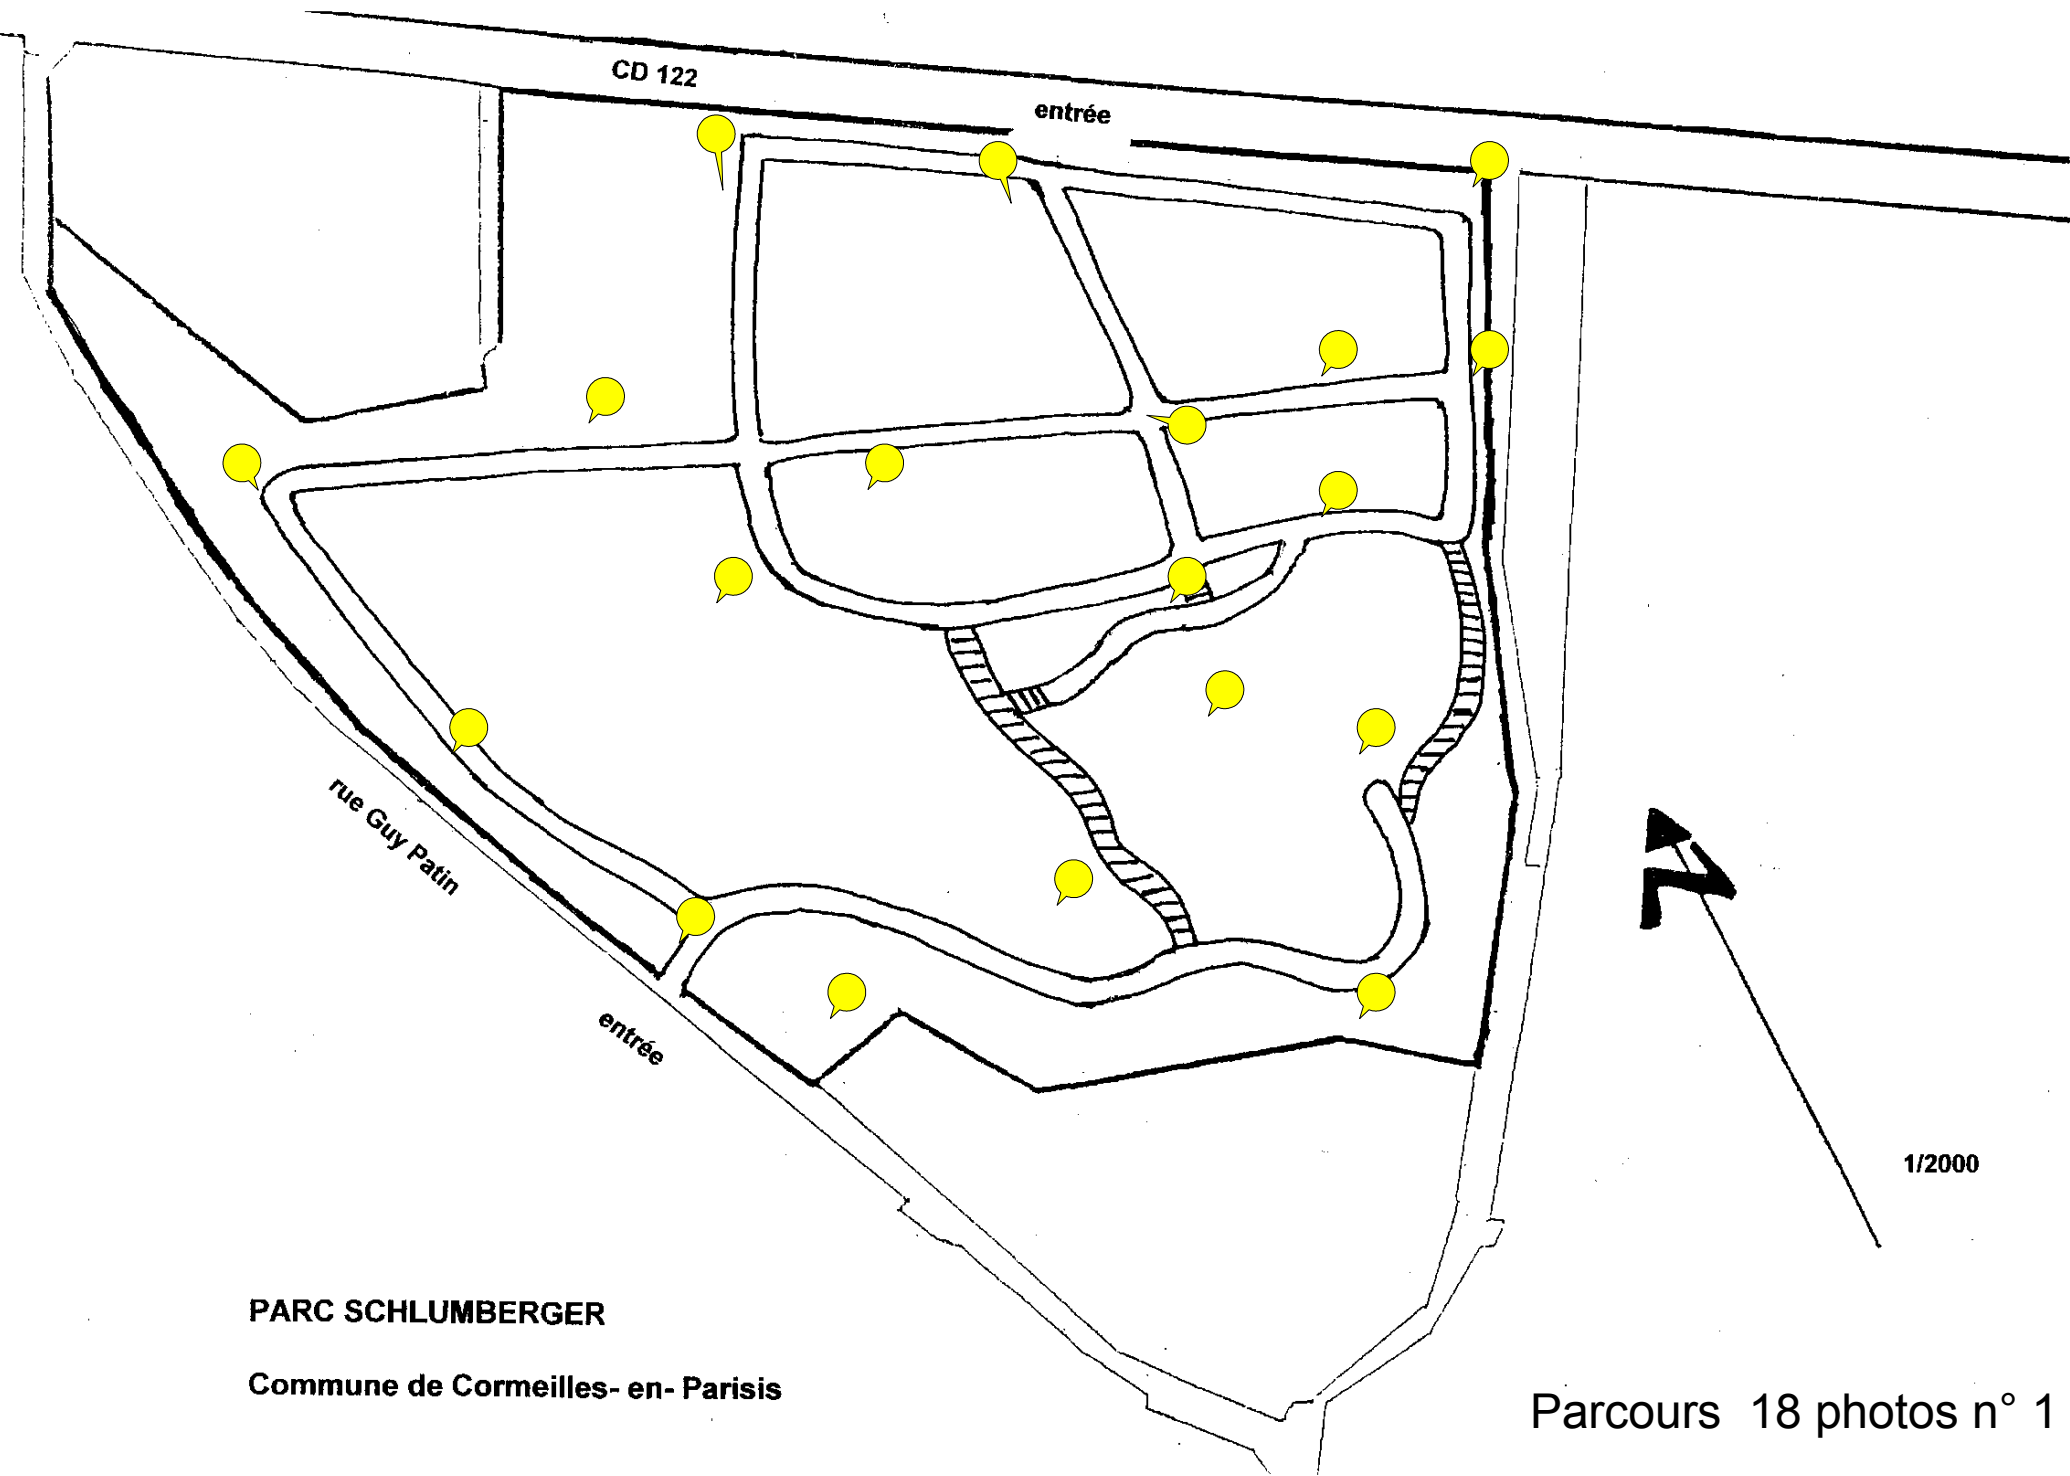 CD 122
entrée
rue Guy Patin
entrée
N
1/2000
PARC SCHLUMBERGER
Commune de Cormeilles- en- Parisis
Parcours 18 photos n° 1